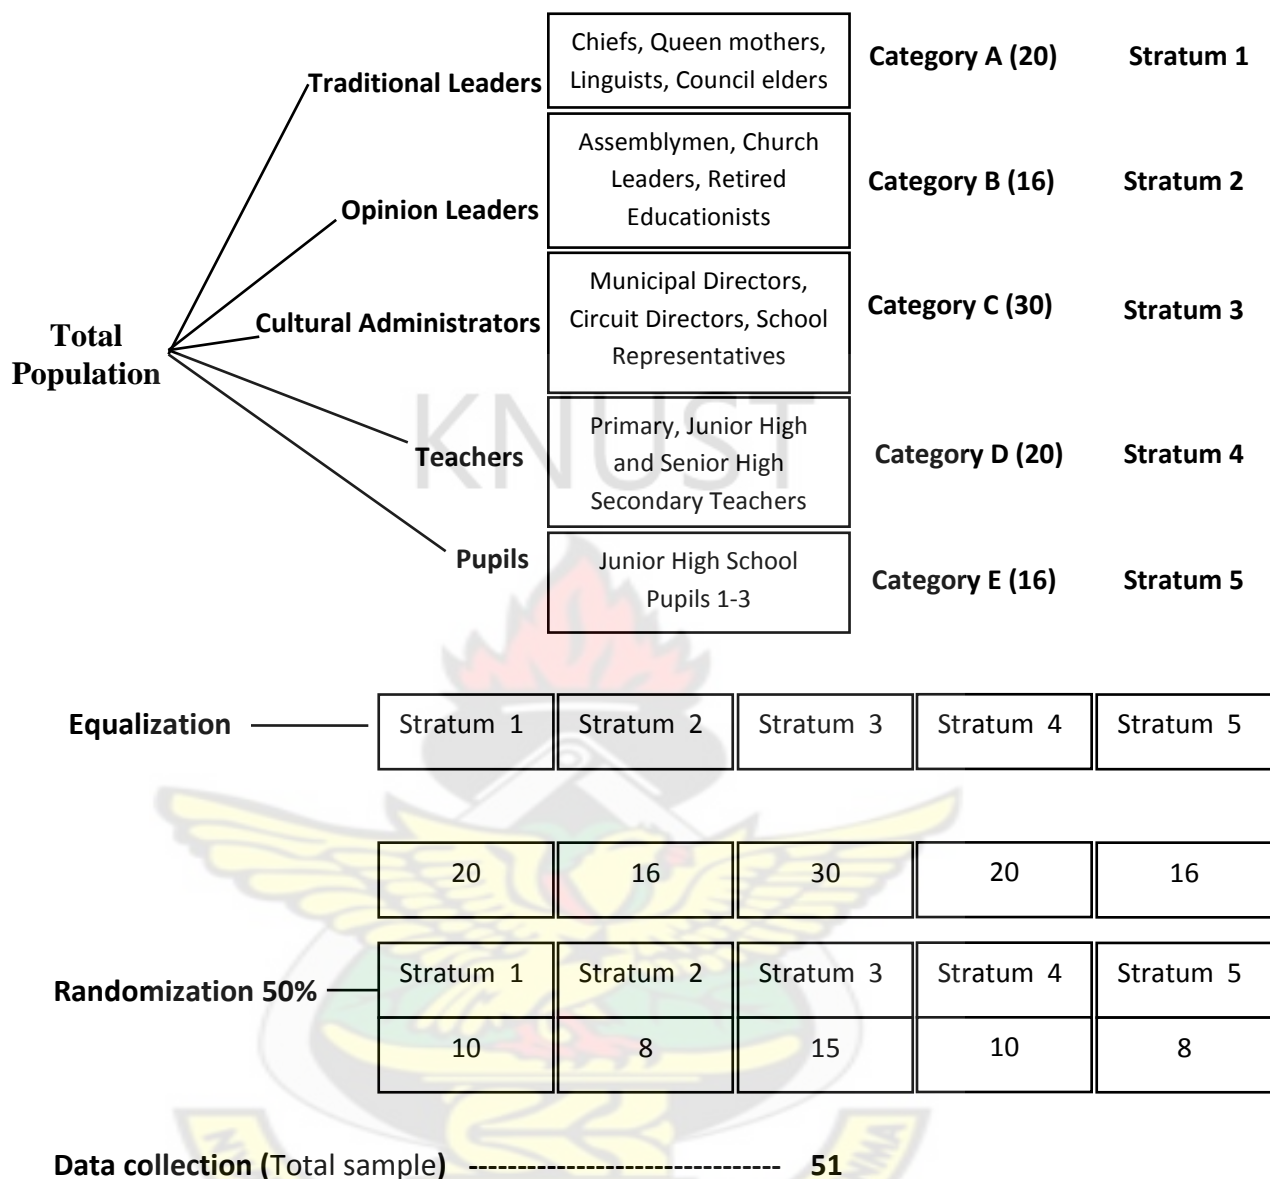 Chiefs, Queen mothers,
Linguists, Council elders
Traditional Leaders
Category A (20)
Stratum 1
Assemblymen, Church
Leaders, Retired
Educationists
Opinion Leaders
Category B (16)
Stratum 2
Municipal Directors,
Circuit Directors, School
Representatives
Cultural Administrators
Category C (30)
Stratum 3
Total
Population
KNUST
Primary, Junior High
and Senior High
Secondary Teachers
Teachers
Category D (20)
Stratum 4
Pupils
Junior High School
Pupils 1-3
Category E (16)
Stratum 5
Equalization
Stratum 1 Stratum 2 Stratum 3 Stratum 4 Stratum 5
20 16 30 20 16
Randomization 50%
Stratum 1 Stratum 2 Stratum 3 Stratum 4 Stratum 5
10 8 15 10 8
Data collection (Total sample) -------------------------------- 51